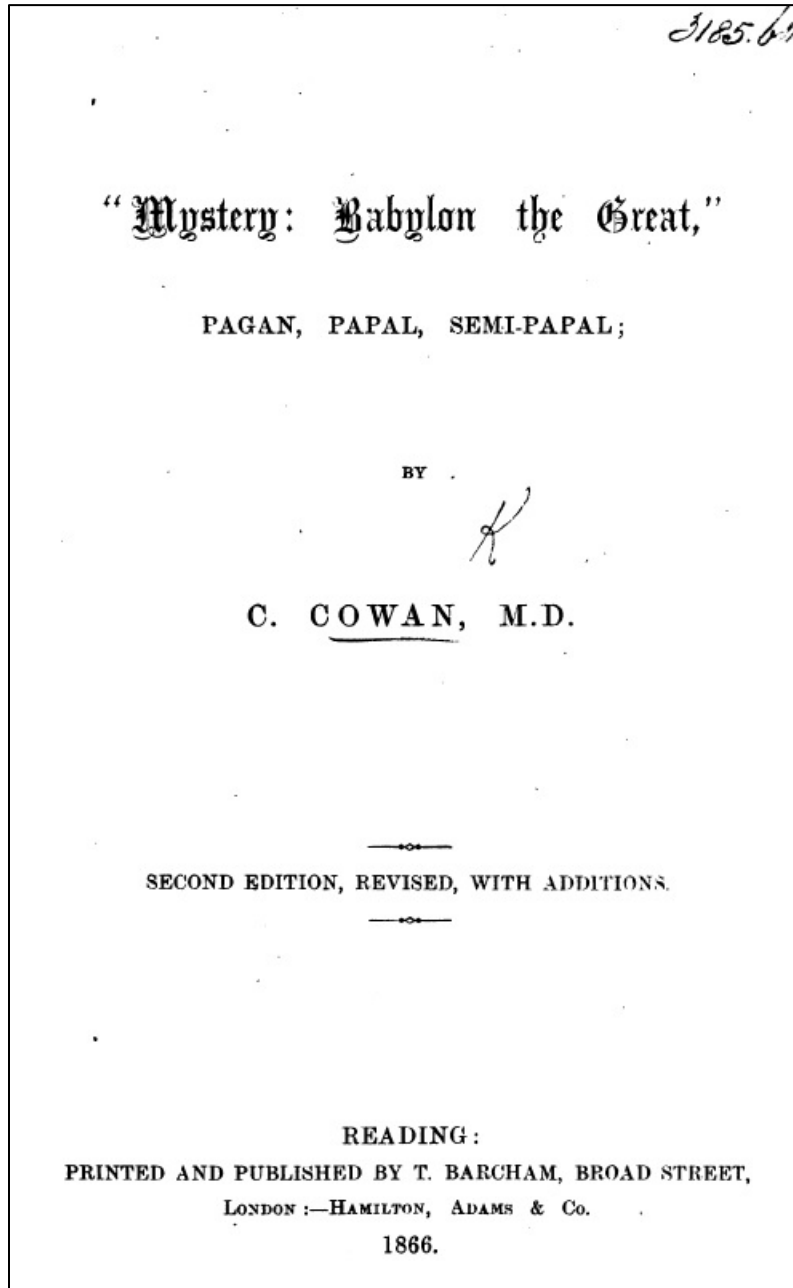 3185.6
"Mystery: Babylon the Great,"
PAGAN, PAPAL, SEMI-PAPAL;
BY
K
C. COWAN, M.D.
SECOND EDITION, REVISED, WITH ADDITIONS.
READING:
PRINTED AND PUBLISHED BY T. BARCHAM, BROAD STREET,
LONDON :—HAMILTON, ADAMS & Co.
1866.